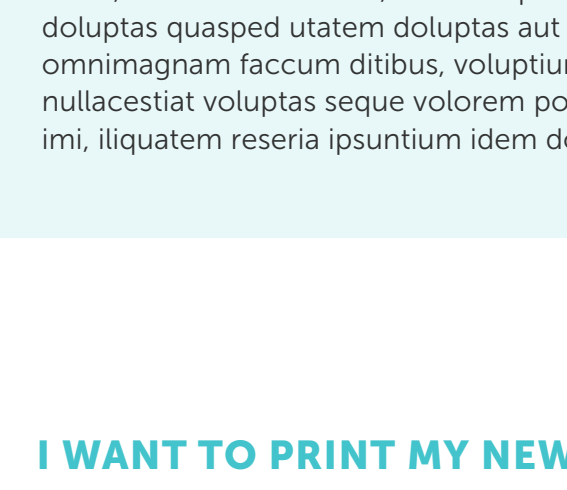 doluptas quasped utatem doluptas aut
omnimagnam faccum ditibus,
nullacestiat voluptas seque volorem
imi, iliquatem reseria ipsuntium idem
I WANT TO PRINT MY